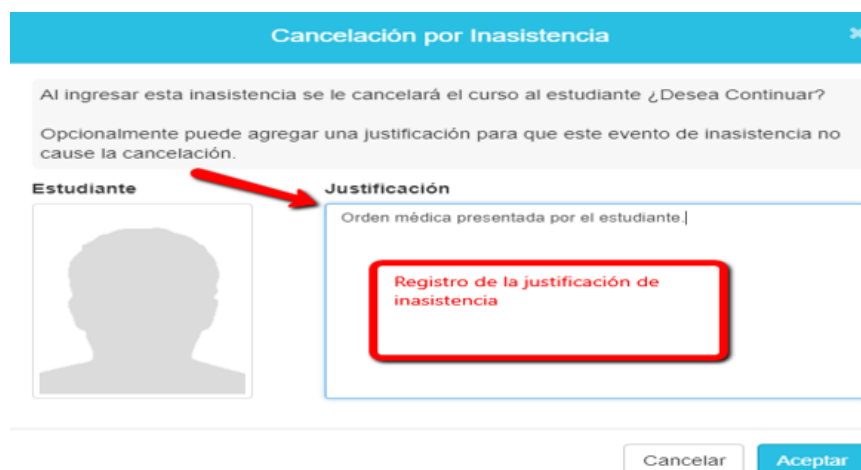 Cancelación por Inasistencia
Al ingresar esta inasistencia se le cancelará el curso al estudiante ¿Desea Continuar?
Opcionalmente puede agregar una justificación para que este evento de inasistencia no
cause la cancelación.
Estudiante
Justificación
Orden médica presentada por el estudiante.
Registro de la justificación de
inasistencia
Cancelar
Aceptar